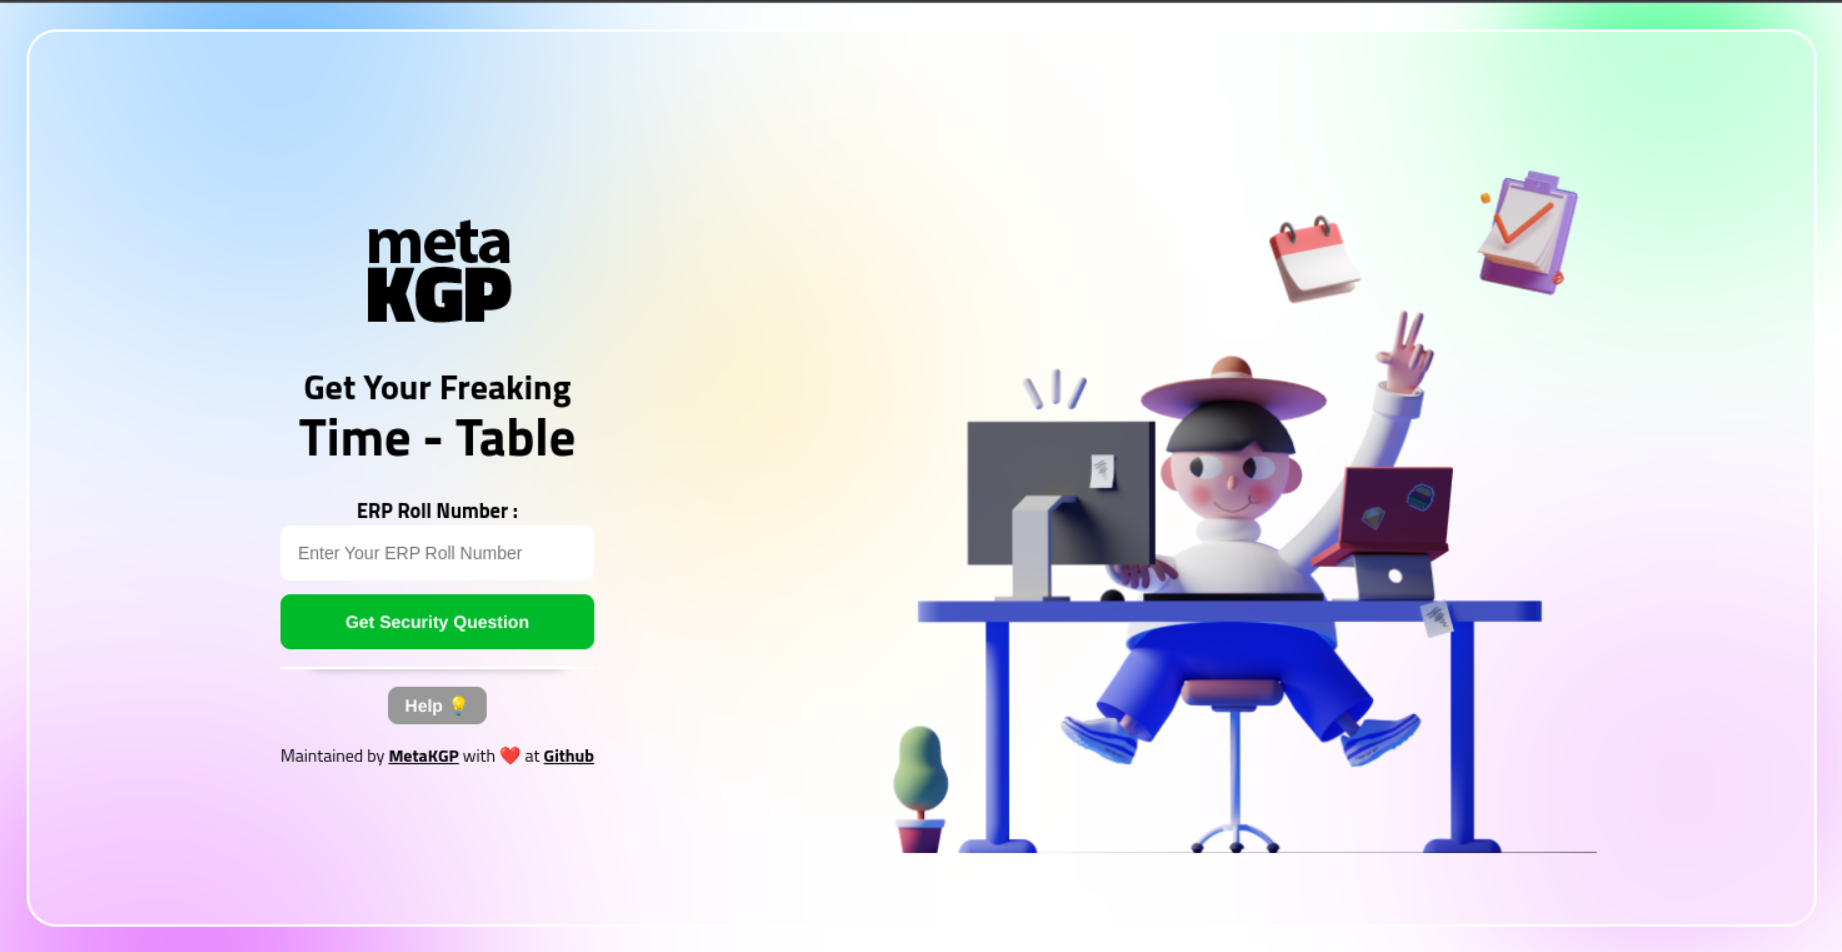 meta
KGP
Get Your Freaking
Time - Table
ERP Roll Number :
Enter Your ERP Roll Number
Get Security Question
Help 💡
Maintained by MetaKGP with ❤️ at Github